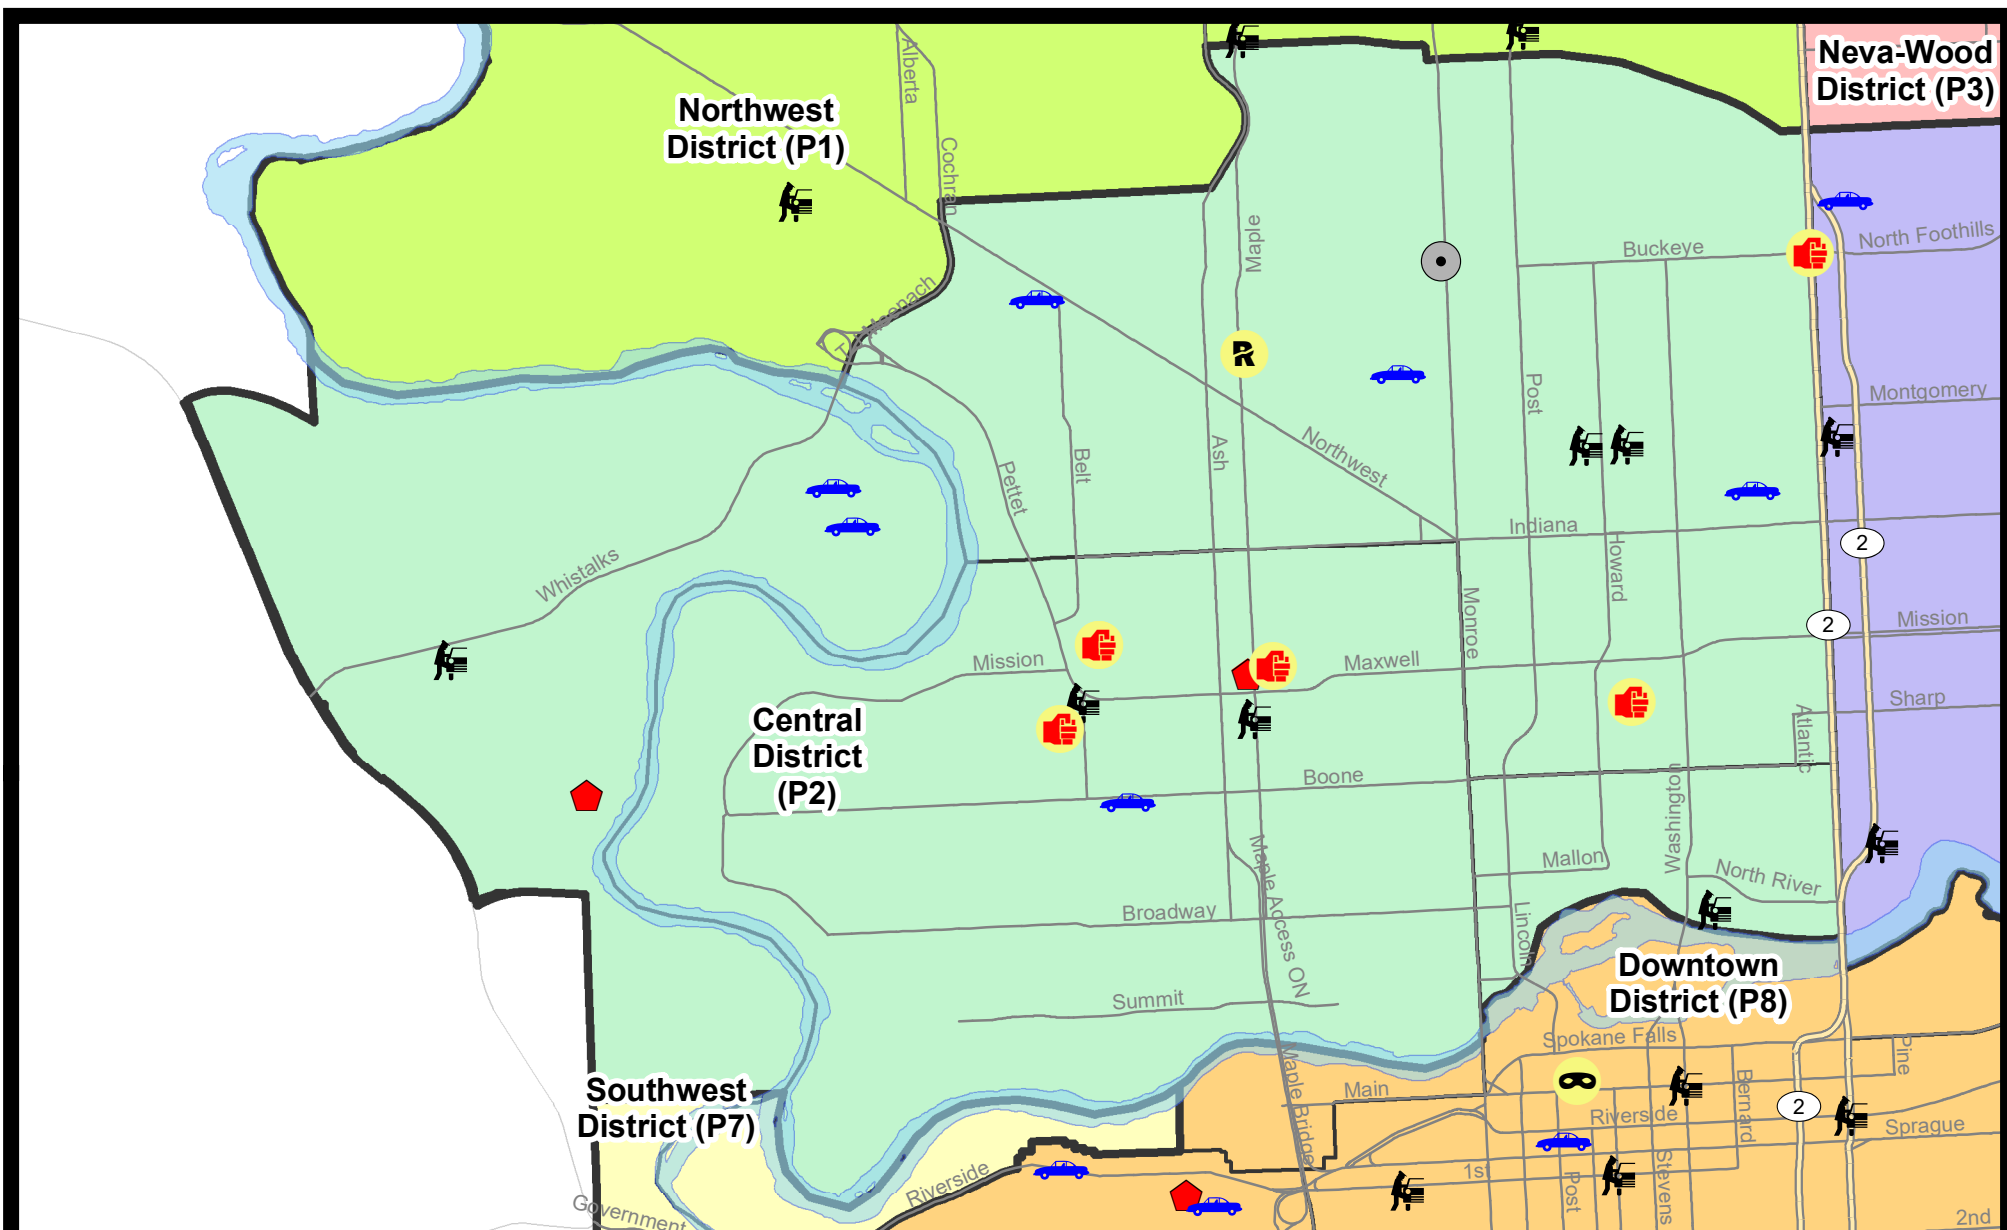 Neva-Wood
District (P3)
Northwest
District (P1)
Alberta
Cochran
Maple
North Foothills
Buckeye
Montgomery
Post
Northwest
Ash
Belt
Pettet
Indiana
2
Howard
Whistalks
Monroe
Mission
2
Mission
Maxwell
Sharp
Atlantic
Central
District
(P2)
Boone
Washington
Mallon
North River
Maple Access ON
Broadway
Lincoln
Downtown
District (P8)
Summit
Spokane Falls
Pine
Southwest
District (P7)
Maple Bridge
Main
Bernard
2
Riverside
Sprague
Riverside
1st
Post
Stevens
Government
2nd